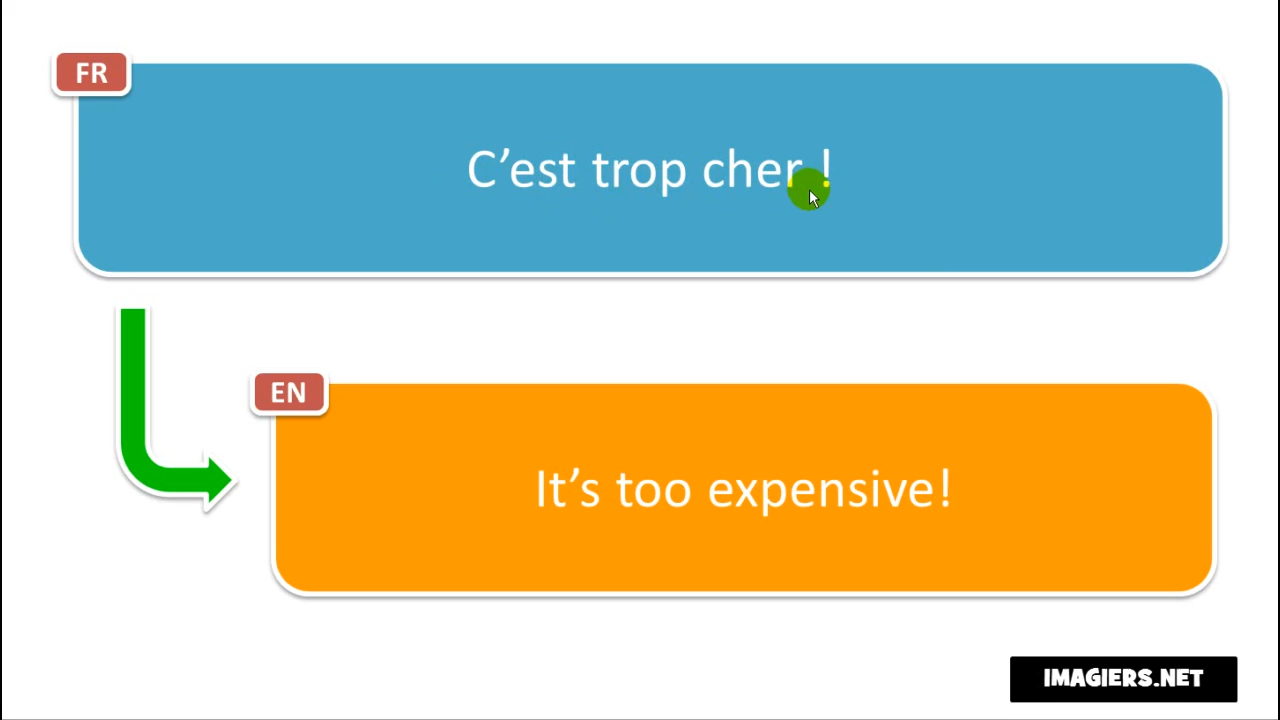 FR
C’est trop cher !
EN
It’s too expensive!
IMAGIERS.NET